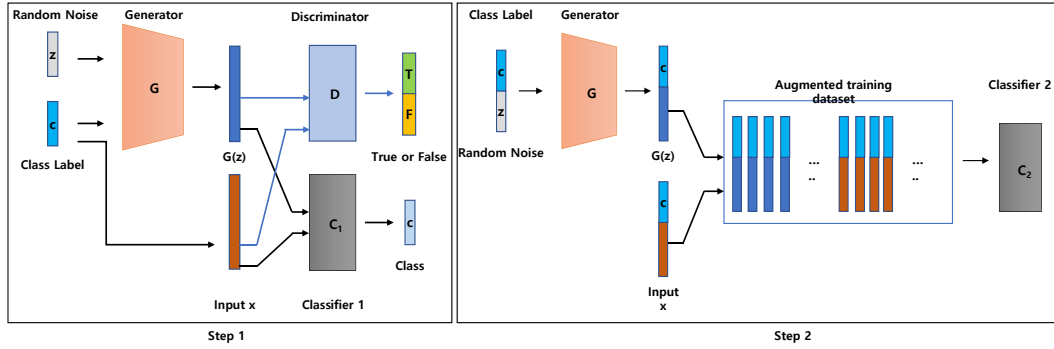 Random Noise
Generator
Discriminator
z
G
D
T
F
c
Class Label
G(z)
True or False
C1
c
Class
Input x
Classifier 1
Step 1
Class Label
Generator
c
z
G
Random Noise
c
G(z)
Augmented training
dataset
Classifier 2
...
..
...
..
C2
c
Input
x
Step 2